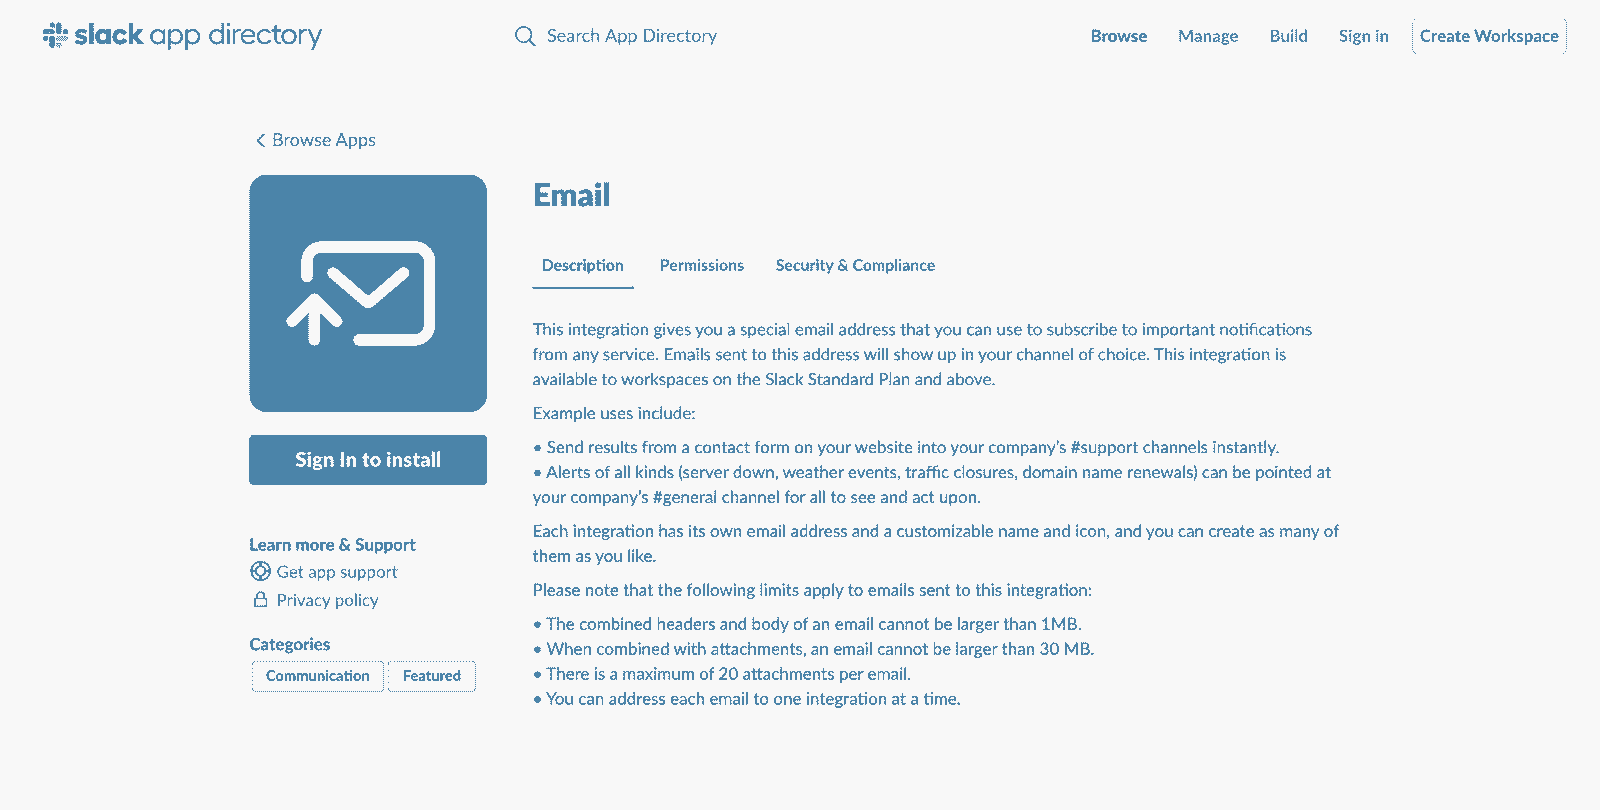 slack app directory
Search App Directory
Browse
Manage
Build
Sign in
Create Workspace
Browse Apps
Email
Description
Permissions
Security & Compliance
This integration gives you a special email address that you can use to subscribe to important notifications
from any service. Emails sent to this address will show up in your channel of choice. This integration is
available to workspaces on the Slack Standard Plan and above.
Example uses include:
• Send results from a contact form on your website into your company's #support channels instantly.
• Alerts of all kinds (server down, weather events, traffic closures, domain name renewals) can be pointed at
your company's #general channel for all to see and act upon.
Each integration has its own email address and a customizable name and icon, and you can create as many of
them as you like.
Please note that the following limits apply to emails sent to this integration:
• The combined headers and body of an email cannot be larger than 1MB.
• When combined with attachments, an email cannot be larger than 30 MB.
• There is a maximum of 20 attachments per email.
• You can address each email to one integration at a time.
Sign In to install
Learn more & Support
Get app support
Privacy policy
Categories
Communication
Featured